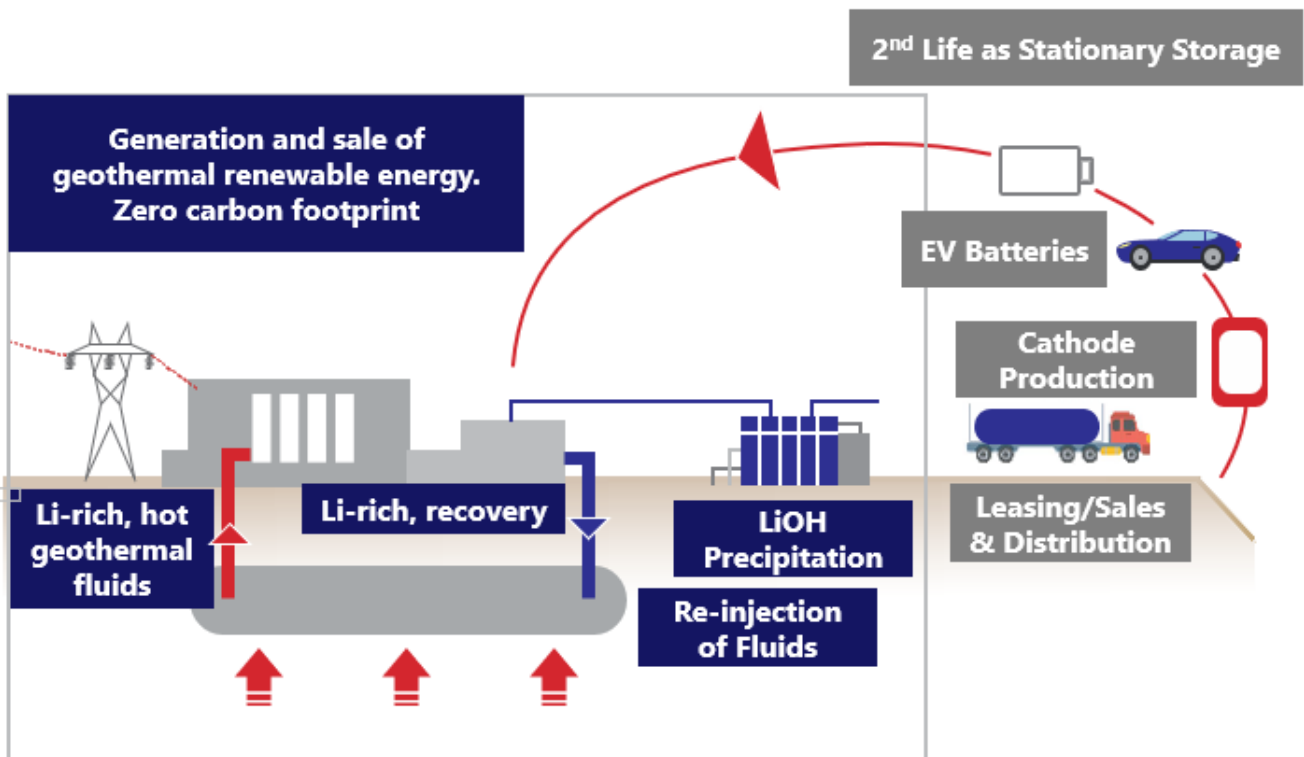 2nd Life as Stationary Storage
Generation and sale of
geothermal renewable energy.
Zero carbon footprint
EV Batteries
Cathode
Production
Li-rich, hot
geothermal
fluids
Li-rich, recovery
LiOH
Precipitation
Leasing/Sales
& Distribution
Re-injection
of Fluids